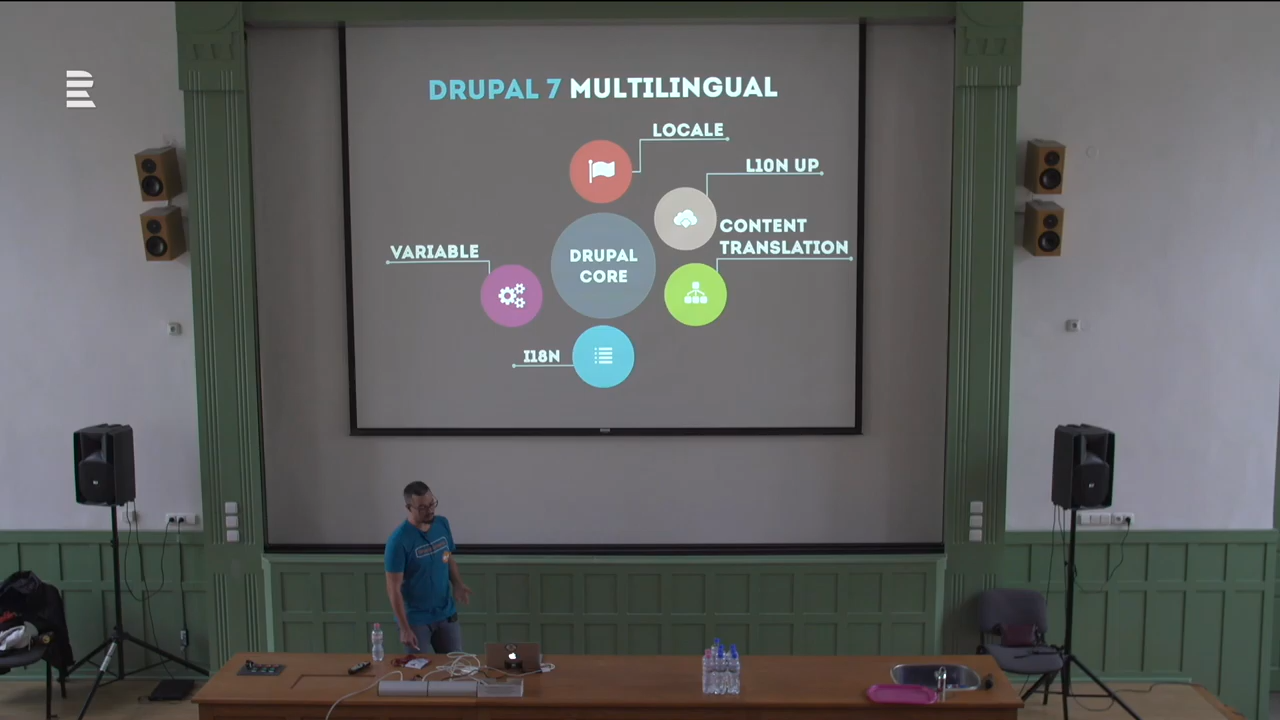 DRUPAL 7 MULTILINGUAL
LOCALE
L10N UP
CONTENT
TRANSLATION
VARIABLE
DRUPAL
CORE
I18N